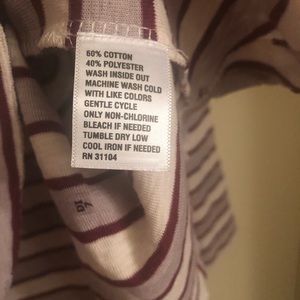 60% COTTON
40% POLYESTER
WASH INSIDE OUT
MACHINE WASH COLD
WITH LIKE COLORS
GENTLE CYCLE
ONLY NON-CHLORINE
BLEACH IF NEEDED
TUMBLE DRY LOW
COOL IRON IF NEEDED
RN 31104